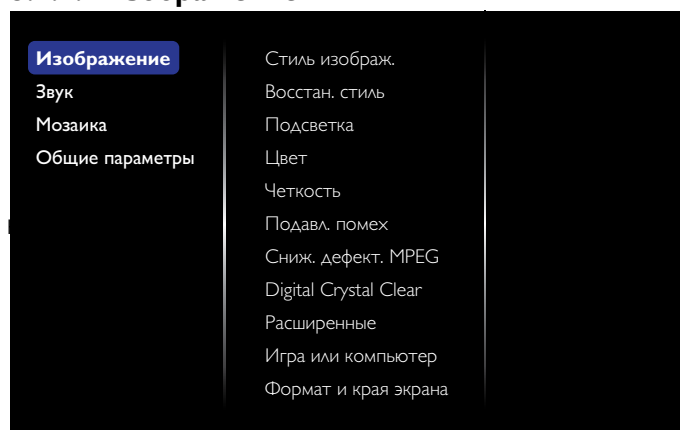 Изображение
Звук
Мозаика
Общие параметры
Стиль изображ.
Восстан. стиль
Подсветка
Цвет
Четкость
Подавл. помех
Сниж. дефект. MPEG
Digital Crystal Clear
Расширенные
Игра или компьютер
Формат и края экрана